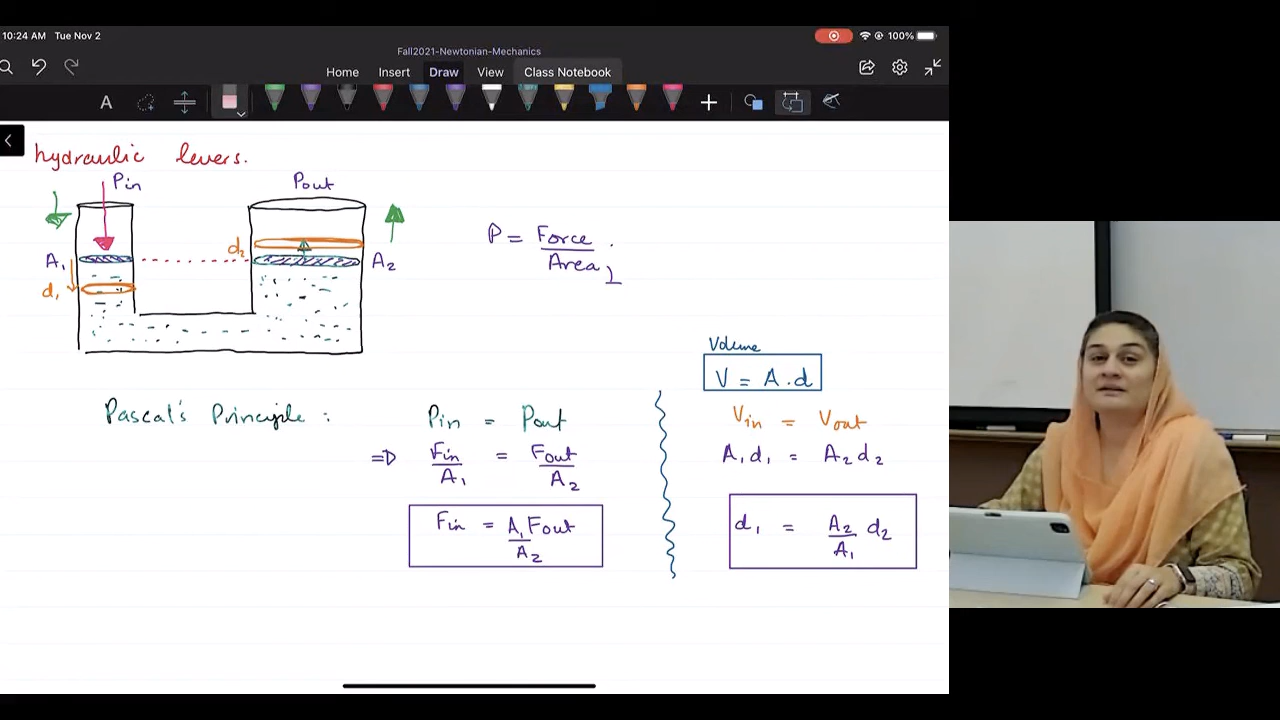 10:24 AM Tue Nov 2
100%
Fall2021-Newtonian-Mechanics
Home Insert Draw View Class Notebook
A
hydraulic levers.
Pin
Pout
A₁
d₂
A₂
d₁
P = Force / Area⊥
Volume
V = A . d
Pascal's Principle :
Pin = Pout
Vin = Vout
=> Fin / A₁ = Fout / A₂
A₁d₁ = A₂d₂
Fin = A₁ / A₂ Fout
d₁ = A₂ / A₁ d₂